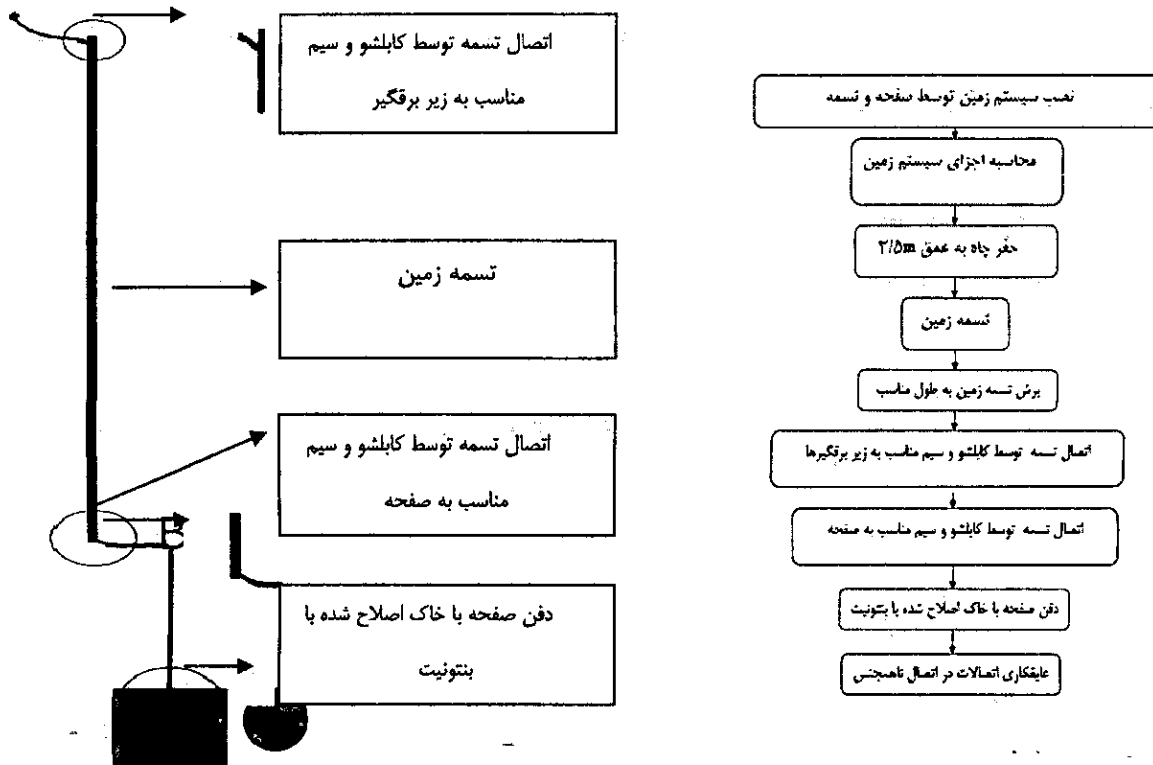 اتصال تسمه توسط کابلشو و سیم
مناسب به زیر برقگیر
تسمه زمین
اتصال تسمه توسط کابلشو و سیم
مناسب به صفحه
دفن صفحه با خاک اصلاح شده با
بنتونیت
نصب سیستم زمین توسط صفحه و تسمه
محاسبه اجزای سیستم زمین
حفر چاه به عمق ۲/۵m
تسمه زمین
برش تسمه زمین به طول مناسب
اتصال تسمه توسط کابلشو و سیم مناسب به زیر برقگیرها
اتصال تسمه توسط کابلشو و سیم مناسب به صفحه
دفن صفحه با خاک اصلاح شده با بنتونیت
عایقکاری اتصالات در اتصال ناهمجنس